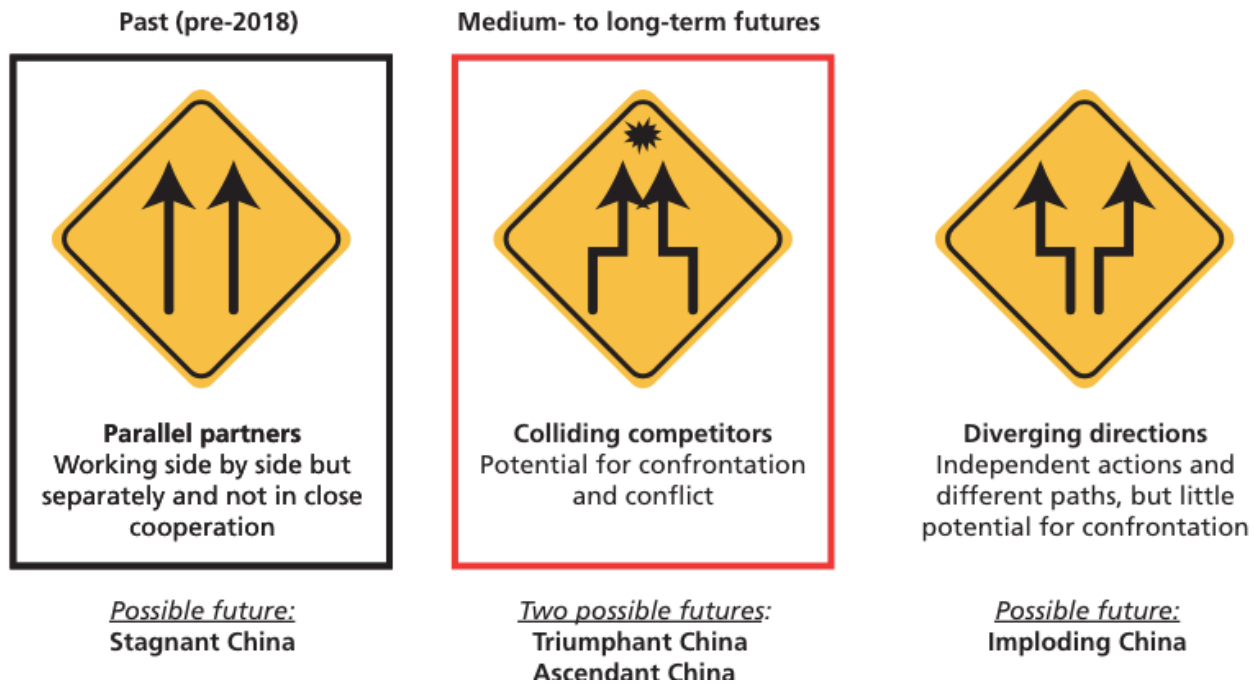 Past (pre-2018)
Parallel partners
Working side by side but
separately and not in close
cooperation
Possible future:
Stagnant China
Medium- to long-term futures
Colliding competitors
Potential for confrontation
and conflict
Two possible futures:
Triumphant China
Ascendant China
Diverging directions
Independent actions and
different paths, but little
potential for confrontation
Possible future:
Imploding China